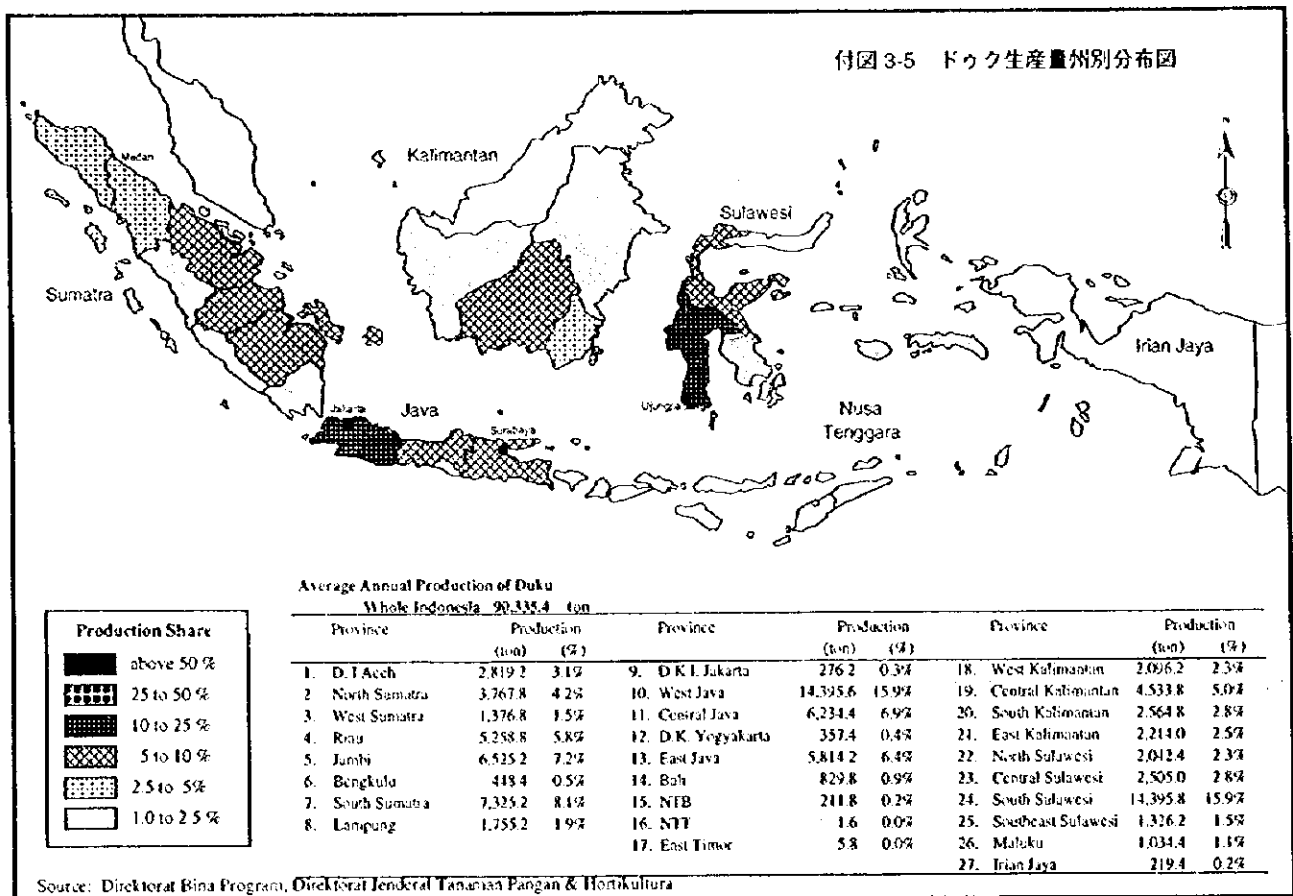 付図 3-5 ドゥク生産量州別分布図
N
Medan
Kalimantan
Sulawesi
Sumatra
Irian Jaya
Jakarta
Java
Surabaya
Nusa
Tenggara
Average Annual Production of Duku
Whole Indonesia 90,335.4 ton
Production Share
above 50 %
25 to 50 %
10 to 25 %
5 to 10 %
2.5 to 5%
1.0 to 2.5 %
Province Production Province Production Province Production
(ton) (%) (ton) (%) (ton) (%)
1. D.I Aceh 2,819.2 3.1% 9. D.K.I. Jakarta 276.2 0.3% 18. West Kalimantan 2,096.2 2.3%
2 North Sumatra 3,767.8 4.2% 10. West Java 14,395.6 15.9% 19. Central Kalimantan 4,533.8 5.0%
3. West Sumatra 1,376.8 1.5% 11. Central Java 6,234.4 6.9% 20. South Kalimantan 2,564.8 2.8%
4. Riau 5,258.8 5.8% 12. D.K. Yogyakarta 357.4 0.4% 21. East Kalimantan 2,214.0 2.5%
5. Jambi 6,525.2 7.2% 13. East Java 5,814.2 6.4% 22. North Sulawesi 2,042.4 2.3%
6. Bengkulu 448.4 0.5% 14. Bali 829.8 0.9% 23. Central Sulawesi 2,505.0 2.8%
7. South Sumatra 7,325.2 8.1% 15. NTB 211.8 0.2% 24. South Sulawesi 14,395.8 15.9%
8. Lampung 1,755.2 1.9% 16. NTT 1.6 0.0% 25. Southeast Sulawesi 1,326.2 1.5%
17. East Timor 5.8 0.0% 26. Maluku 1,034.4 1.1%
27. Irian Jaya 219.4 0.2%
Source: Direktorat Bina Program, Direktorat Jenderal Tanaman Pangan & Hortikultura